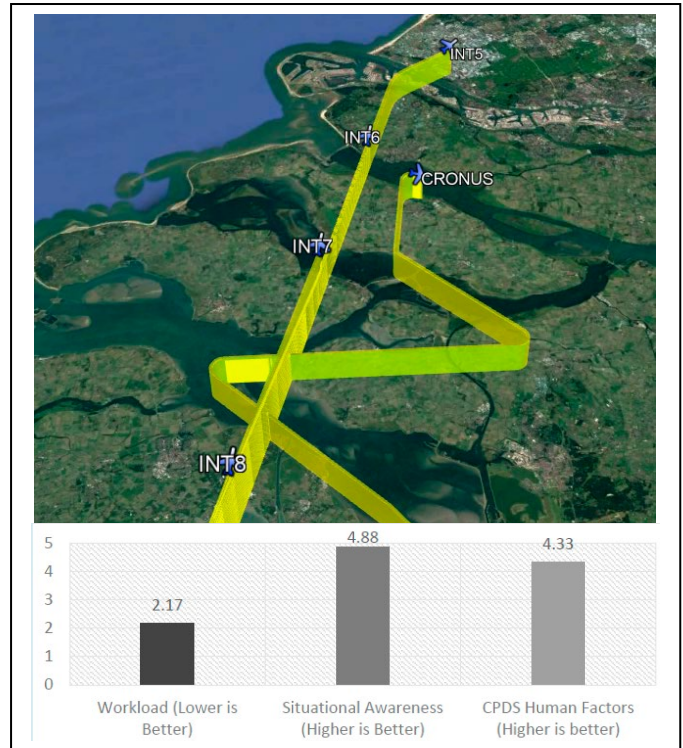 INT5
INT6
CRONUS
INT7
INT8
5
4
3
2
1
0
2.17
4.88
4.33
Workload (Lower is
Better)
Situational Awareness
(Higher is Better)
CPDS Human Factors
(Higher is better)